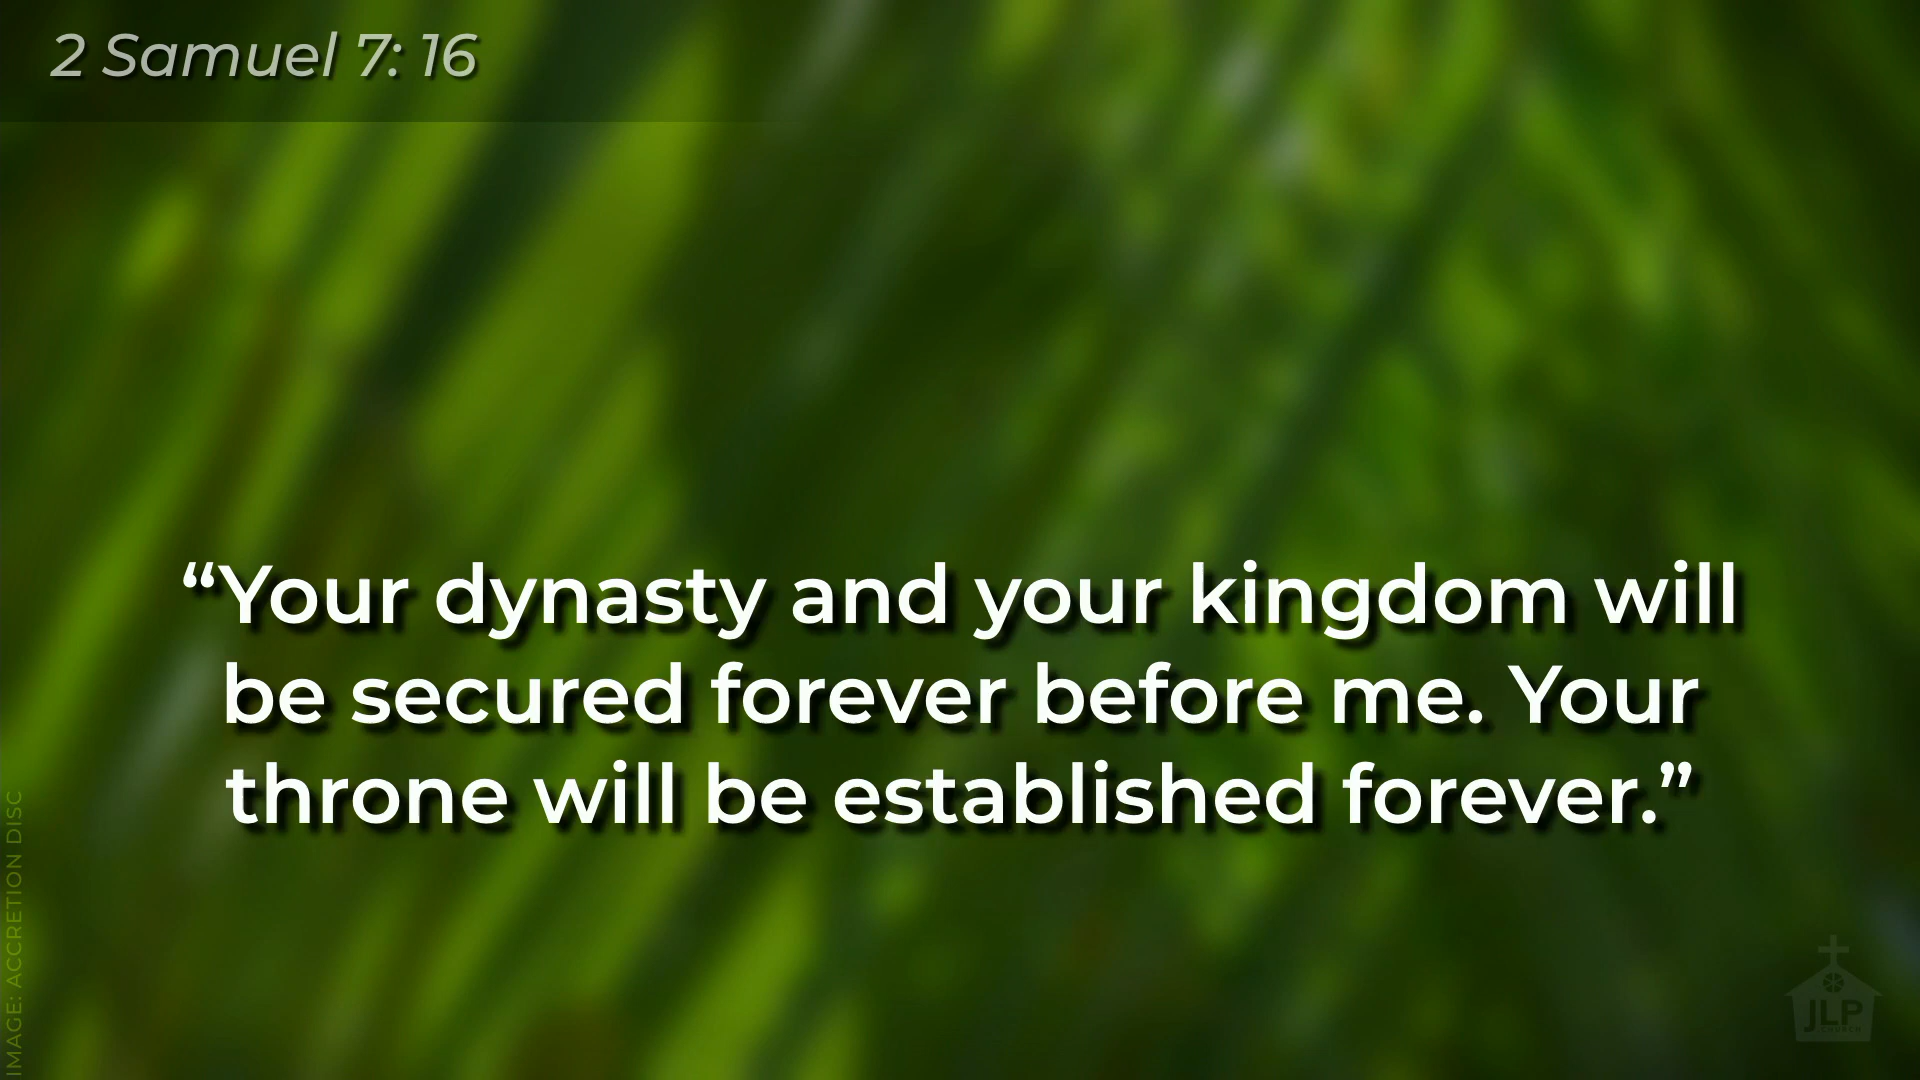 2 Samuel 7: 16
“Your dynasty and your kingdom will
be secured forever before me. Your
throne will be established forever.”
IMAGE: ACCRETION DISC
JLP
CHURCH